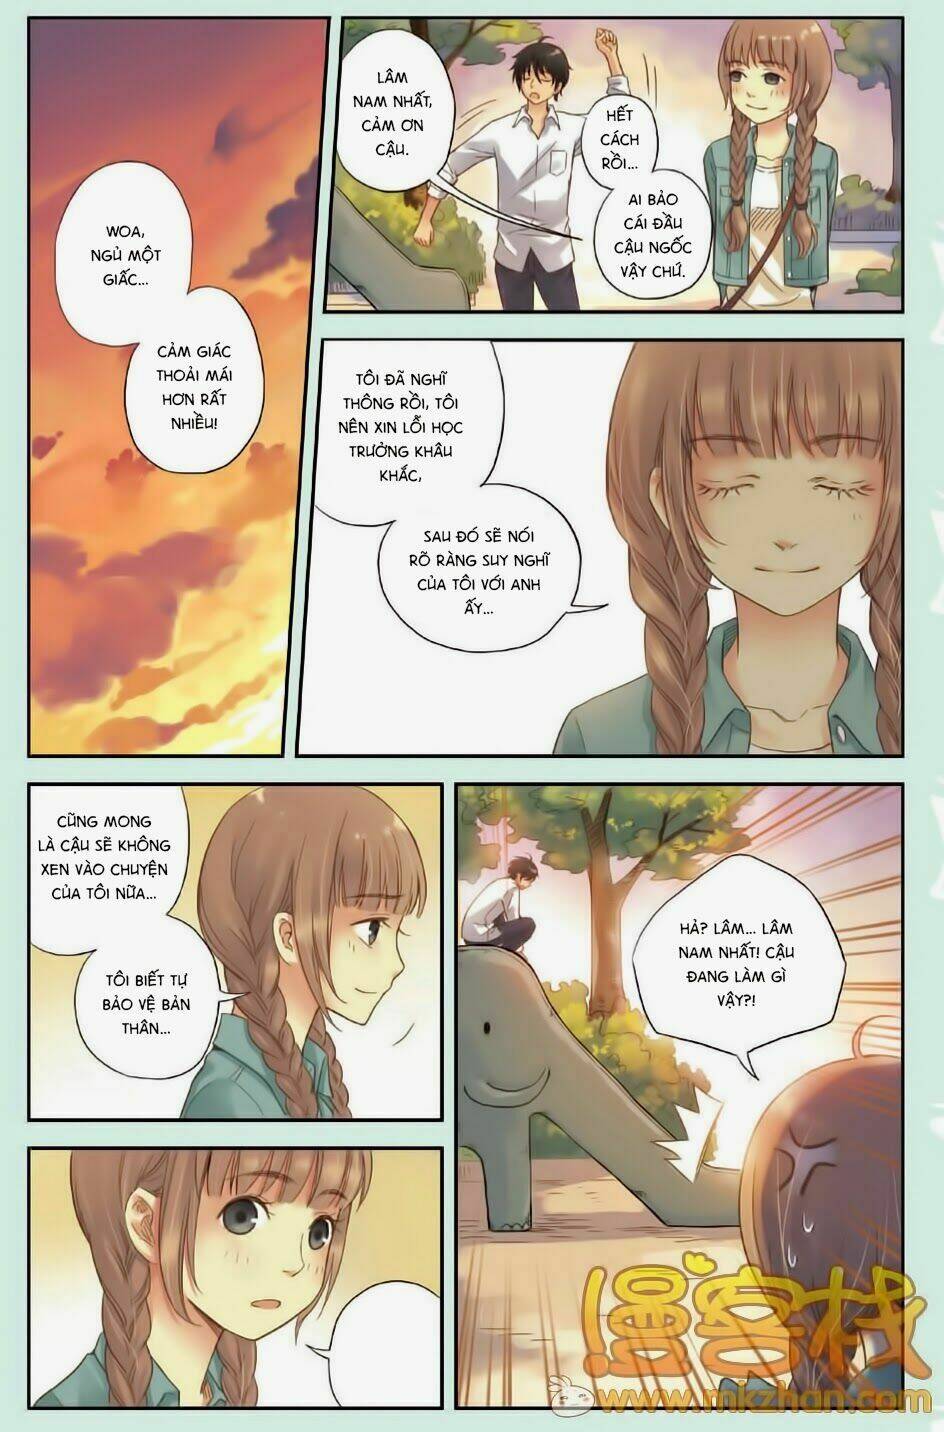 WOA,
NGỦ MỘT
GIẤC...
CẢM GIÁC
THOẢI MÁI
HƠN RẤT
NHIỀU!
LÂM
NAM NHẤT,
CẢM ƠN
CẬU.
HẾT
CÁCH
RỒI...
AI BẢO
CÁI ĐẦU
CẬU NGỐC
VẬY CHỨ.
TÔI ĐÃ NGHĨ
THÔNG RỒI, TÔI
NÊN XIN LỖI HỌC
TRƯỞNG KHÂU
KHẮC,
SAU ĐÓ SẼ NÓI
RÕ RÀNG SUY NGHĨ
CỦA TÔI VỚI ANH
ẤY...
CŨNG MONG
LÀ CẬU SẼ KHÔNG
XEN VÀO CHUYỆN
CỦA TÔI NỮA...
TÔI BIẾT TỰ
BẢO VỆ BẢN
THÂN...
HẢ? LÂM... LÂM
NAM NHẤT! CẬU
ĐANG LÀM GÌ
VẬY?!
漫客栈
www.mkzhan.com